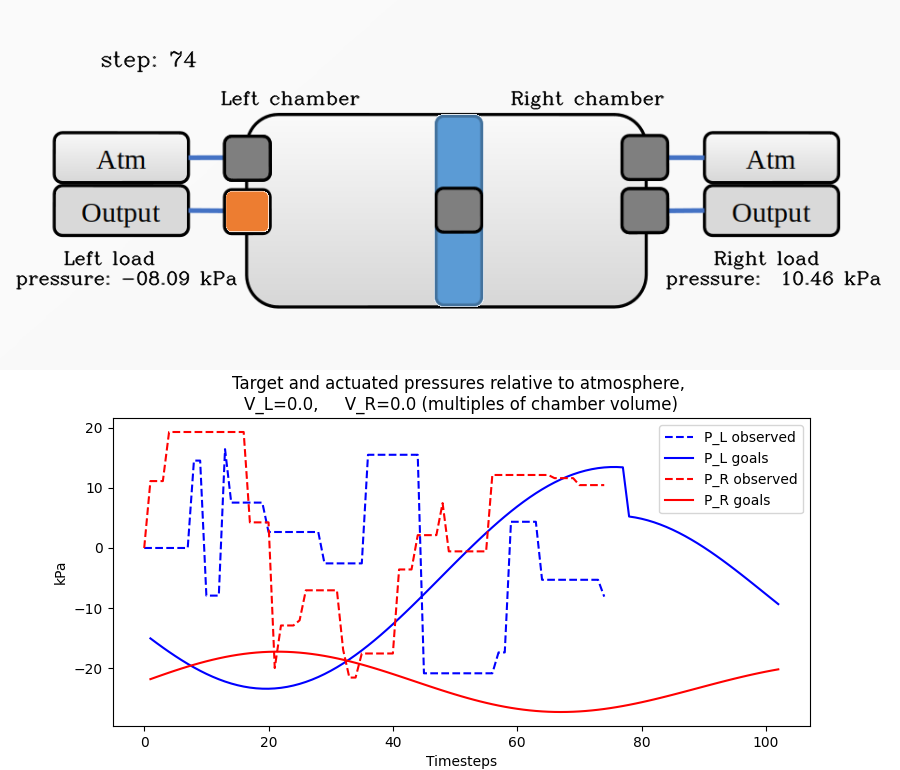 step: 74
Left chamber
Right chamber
Atm
Output
Atm
Output
Left load
pressure: -08.09 kPa
Right load
pressure:  10.46 kPa
Target and actuated pressures relative to atmosphere,
V_L=0.0,     V_R=0.0 (multiples of chamber volume)
P_L observed
P_L goals
P_R observed
P_R goals
kPa
20
10
0
−10
−20
0 20 40 60 80 100
Timesteps